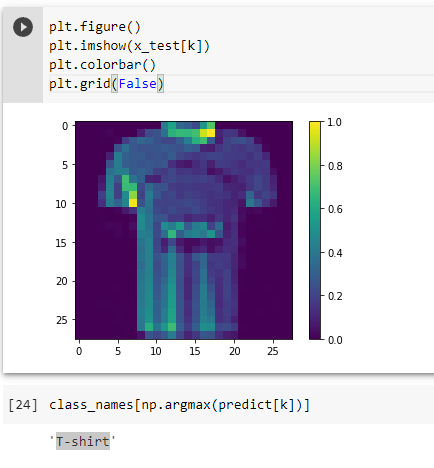 plt.figure()
plt.imshow(x_test[k])
plt.colorbar()
plt.grid(False)
0
5
10
15
20
25
0 5 10 15 20 25
1.0
0.8
0.6
0.4
0.2
0.0
[24] class_names[np.argmax(predict[k])]
'T-shirt'